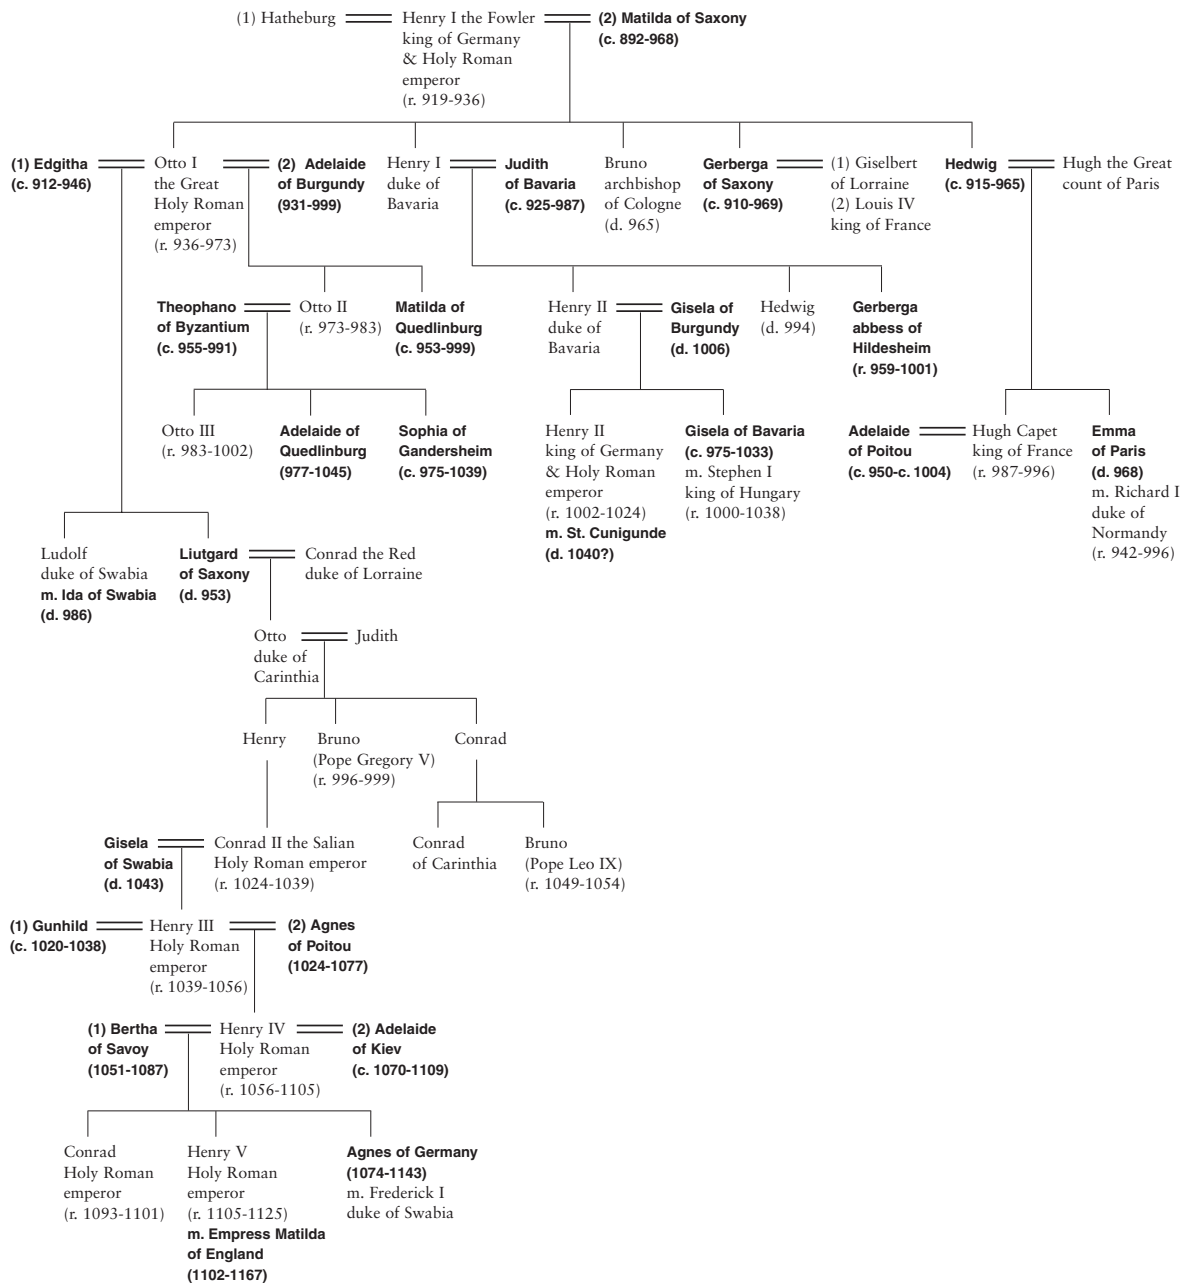 (1) Hatheburg
Henry I the Fowler
king of Germany
& Holy Roman
emperor
(r. 919-936)
(2) Matilda of Saxony
(c. 892-968)
(1) Edgitha
(c. 912-946)
Otto I
the Great
Holy Roman
emperor
(r. 936-973)
(2) Adelaide
of Burgundy
(931-999)
Henry I
duke of
Bavaria
Judith
of Bavaria
(c. 925-987)
Bruno
archbishop
of Cologne
(d. 965)
Gerberga
of Saxony
(c. 910-969)
(1) Giselbert
of Lorraine
(2) Louis IV
king of France
Hedwig
(c. 915-965)
Hugh the Great
count of Paris
Theophano
of Byzantium
(c. 955-991)
Otto II
(r. 973-983)
Matilda of
Quedlinburg
(c. 953-999)
Henry II
duke of
Bavaria
Gisela of
Burgundy
(d. 1006)
Hedwig
(d. 994)
Gerberga
abbess of
Hildesheim
(r. 959-1001)
Otto III
(r. 983-1002)
Adelaide of
Quedlinburg
(977-1045)
Sophia of
Gandersheim
(c. 975-1039)
Henry II
king of Germany
& Holy Roman
emperor
(r. 1002-1024)
m. St. Cunigunde
(d. 1040?)
Gisela of Bavaria
(c. 975-1033)
m. Stephen I
king of Hungary
(r. 1000-1038)
Adelaide
of Poitou
(c. 950-c. 1004)
Hugh Capet
king of France
(r. 987-996)
Emma
of Paris
(d. 968)
m. Richard I
duke of
Normandy
(r. 942-996)
Ludolf
duke of Swabia
m. Ida of Swabia
(d. 986)
Liutgard
of Saxony
(d. 953)
Conrad the Red
duke of Lorraine
Otto
duke of
Carinthia
Judith
Henry
Bruno
(Pope Gregory V)
(r. 996-999)
Conrad
Gisela
of Swabia
(d. 1043)
Conrad II the Salian
Holy Roman emperor
(r. 1024-1039)
Conrad
of Carinthia
Bruno
(Pope Leo IX)
(r. 1049-1054)
(1) Gunhild
(c. 1020-1038)
Henry III
Holy Roman
emperor
(r. 1039-1056)
(2) Agnes
of Poitou
(1024-1077)
(1) Bertha
of Savoy
(1051-1087)
Henry IV
Holy Roman
emperor
(r. 1056-1105)
(2) Adelaide
of Kiev
(c. 1070-1109)
Conrad
Holy Roman
emperor
(r. 1093-1101)
Henry V
Holy Roman
emperor
(r. 1105-1125)
m. Empress Matilda
of England
(1102-1167)
Agnes of Germany
(1074-1143)
m. Frederick I
duke of Swabia